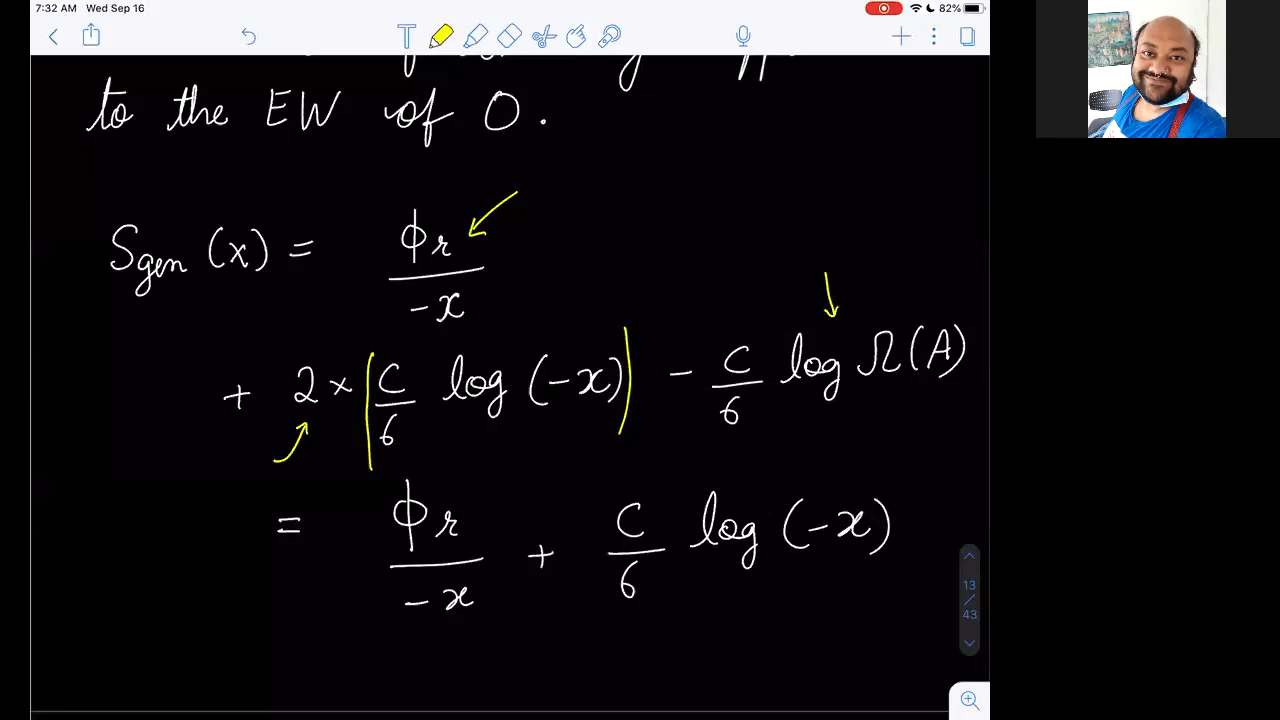 7:32 AM Wed Sep 16
82%
to the EW of O.
Sgen (x) = ϕr / -x
+ 2 × | C/6 log (-x) | - C/6 log Ω(A)
= ϕr / -x + C/6 log (-x)
13 / 43